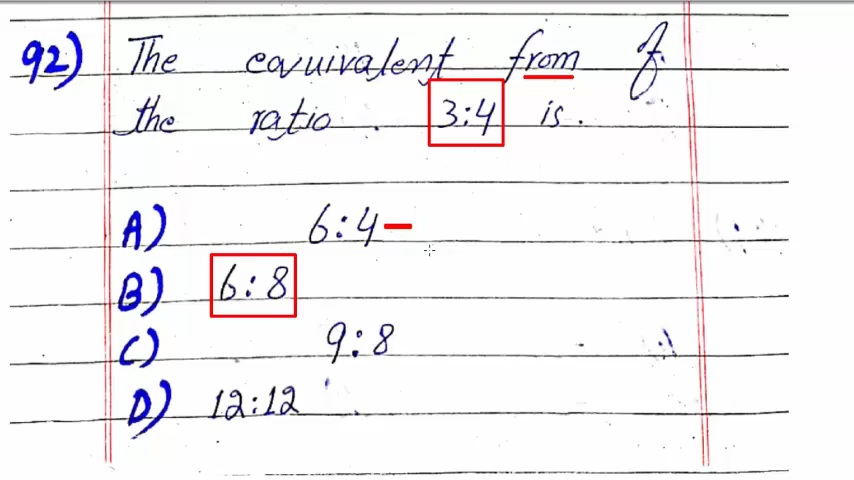 92) The equivalent from of
the ratio . 3:4 is .
A) 6:4
B) 6:8
C) 9:8
D) 12:12